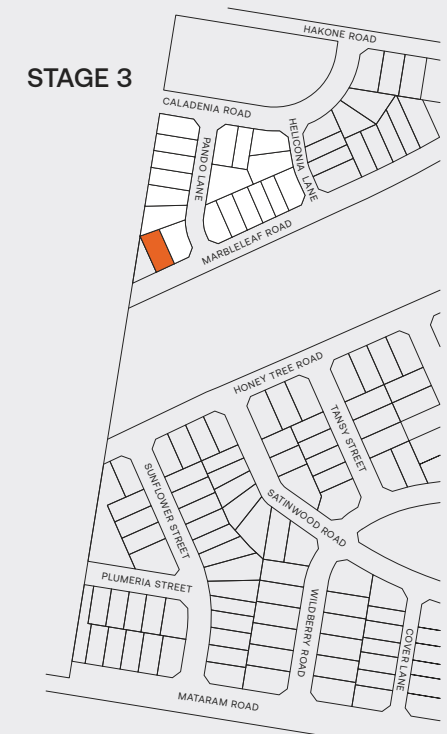 HAKONE ROAD
STAGE 3
CALADENIA ROAD
HELICONIA LANE
PANDO LANE
MARBLELEAF ROAD
HONEY TREE ROAD
TANSY STREET
SUNFLOWER STREET
SATINWOOD ROAD
PLUMERIA STREET
WILDBERRY ROAD
COVER LANE
MATARAM ROAD